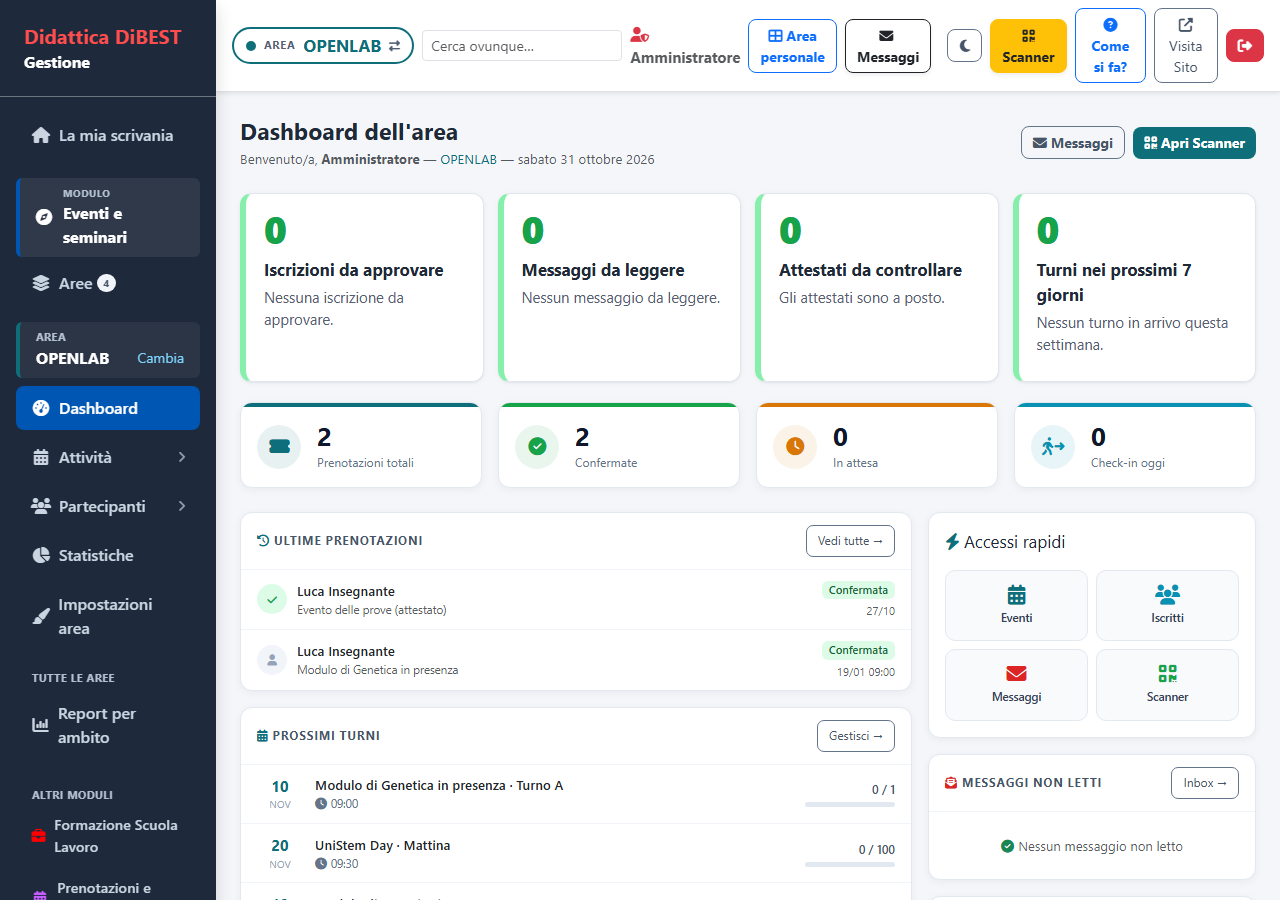 Didattica DiBEST
Gestione
La mia scrivania
MODULO
Eventi e
seminari
Aree 4
AREA
OPENLAB Cambia
Dashboard
Attività
Partecipanti
Statistiche
Impostazioni
area
TUTTE LE AREE
Report per
ambito
ALTRI MODULI
Formazione Scuola
Lavoro
Prenotazioni e
AREA OPENLAB
Cerca ovunque...
Amministratore
Area
personale
Messaggi
Scanner
Come
si fa?
Visita
Sito
Dashboard dell'area
Benvenuto/a, Amministratore — OPENLAB — sabato 31 ottobre 2026
Messaggi
Apri Scanner
0
Iscrizioni da approvare
Nessuna iscrizione da
approvare.
0
Messaggi da leggere
Nessun messaggio da leggere.
0
Attestati da controllare
Gli attestati sono a posto.
0
Turni nei prossimi 7
giorni
Nessun turno in arrivo questa
settimana.
2
Prenotazioni totali
2
Confermate
0
In attesa
0
Check-in oggi
ULTIME PRENOTAZIONI
Vedi tutte →
Luca Insegnante
Evento delle prove (attestato)
Confermata
27/10
Luca Insegnante
Modulo di Genetica in presenza
Confermata
19/01 09:00
PROSSIMI TURNI
Gestisci →
10
NOV
Modulo di Genetica in presenza · Turno A
09:00
0 / 1
20
NOV
UniStem Day · Mattina
09:30
0 / 100
Accessi rapidi
Eventi
Iscritti
Messaggi
Scanner
MESSAGGI NON LETTI
Inbox →
Nessun messaggio non letto